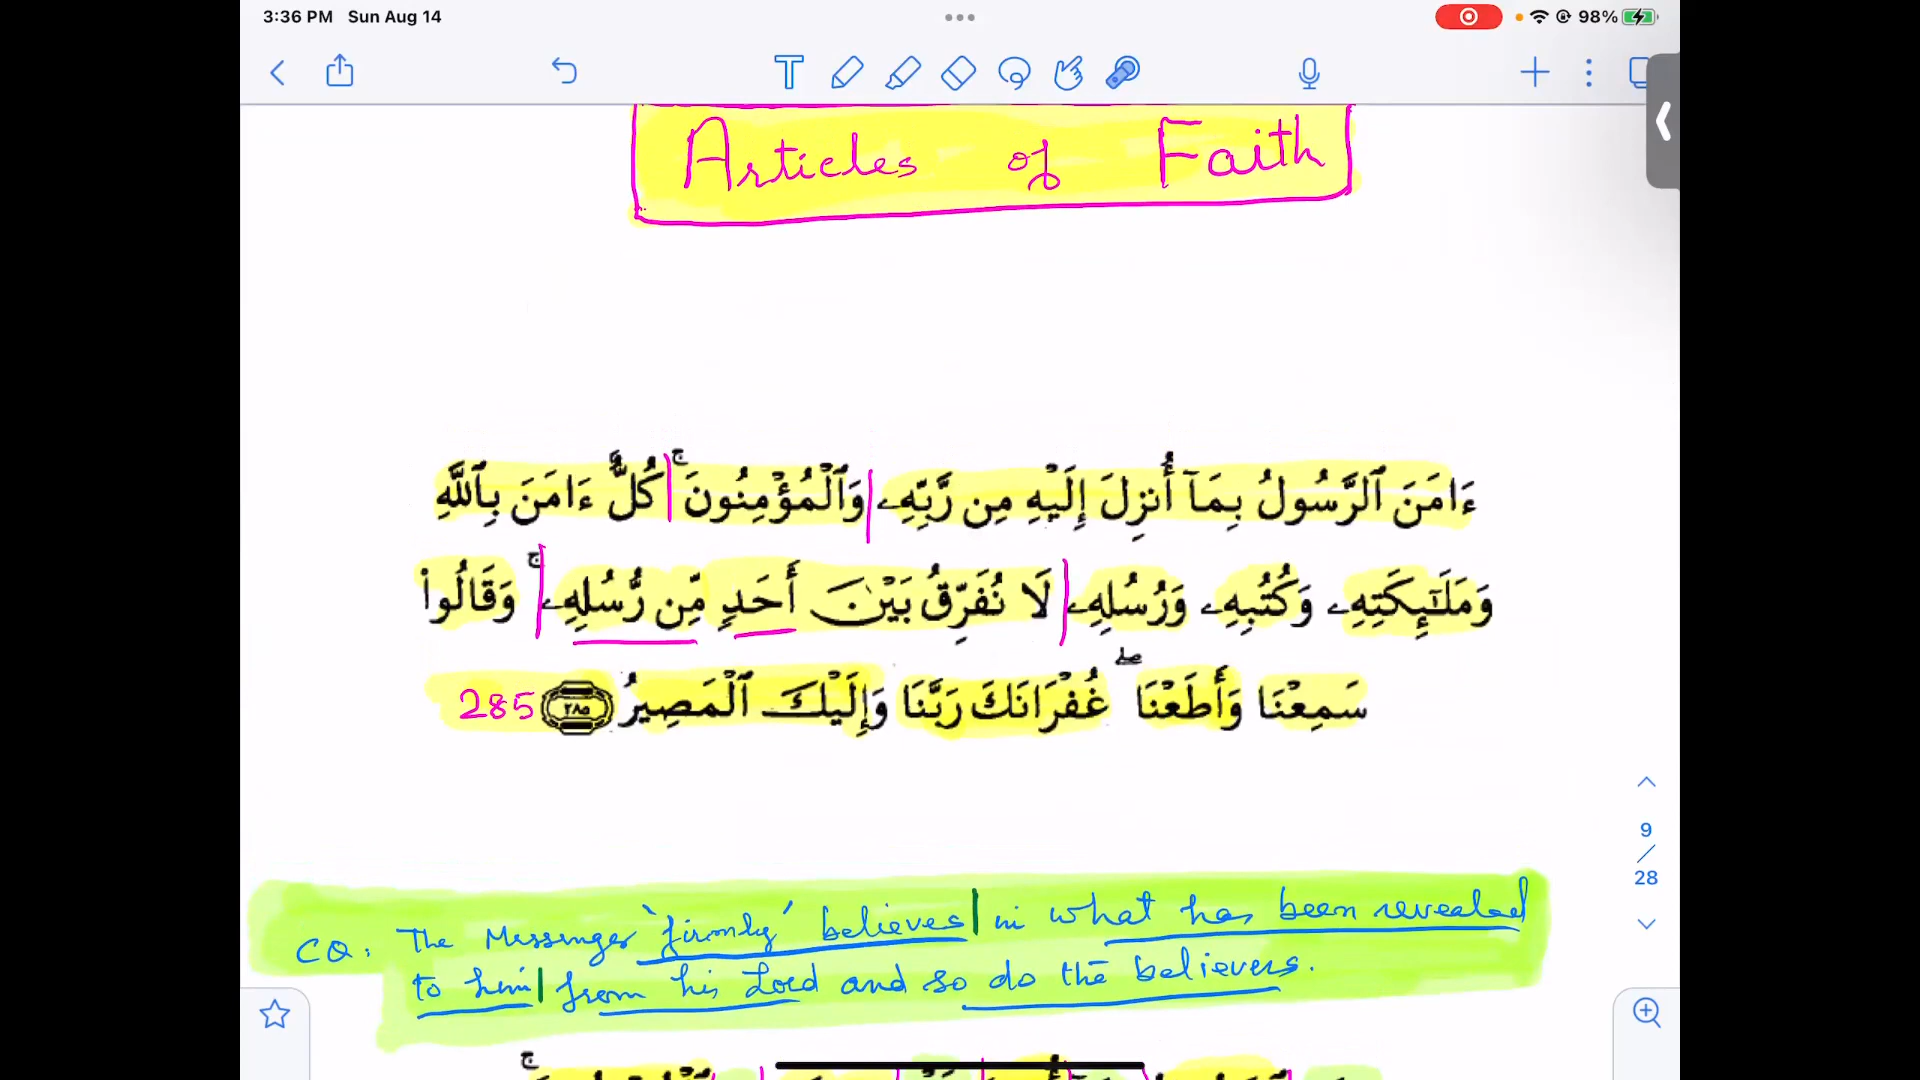 3:36 PM Sun Aug 14
98%
Articles of Faith
ءَامَنَ ٱلرَّسُولُ بِمَآ أُنزِلَ إِلَيْهِ مِن رَّبِّهِۦ وَٱلْمُؤْمِنُونَ ۚ كُلٌّ ءَامَنَ بِٱللَّهِ
وَمَلَـٰٓئِكَتِهِۦ وَكُتُبِهِۦ وَرُسُلِهِۦ لَا نُفَرِّقُ بَيْنَ أَحَدٍ مِّن رُّسُلِهِۦ ۚ وَقَالُوا۟
سَمِعْنَا وَأَطَعْنَا ۖ غُفْرَانَكَ رَبَّنَا وَإِلَيْكَ ٱلْمَصِيرُ ٢٨٥ 285
9
/
28
CQ: The Messenger 'firmly' believes in what has been revealed
to him from his Lord and so do the believers.